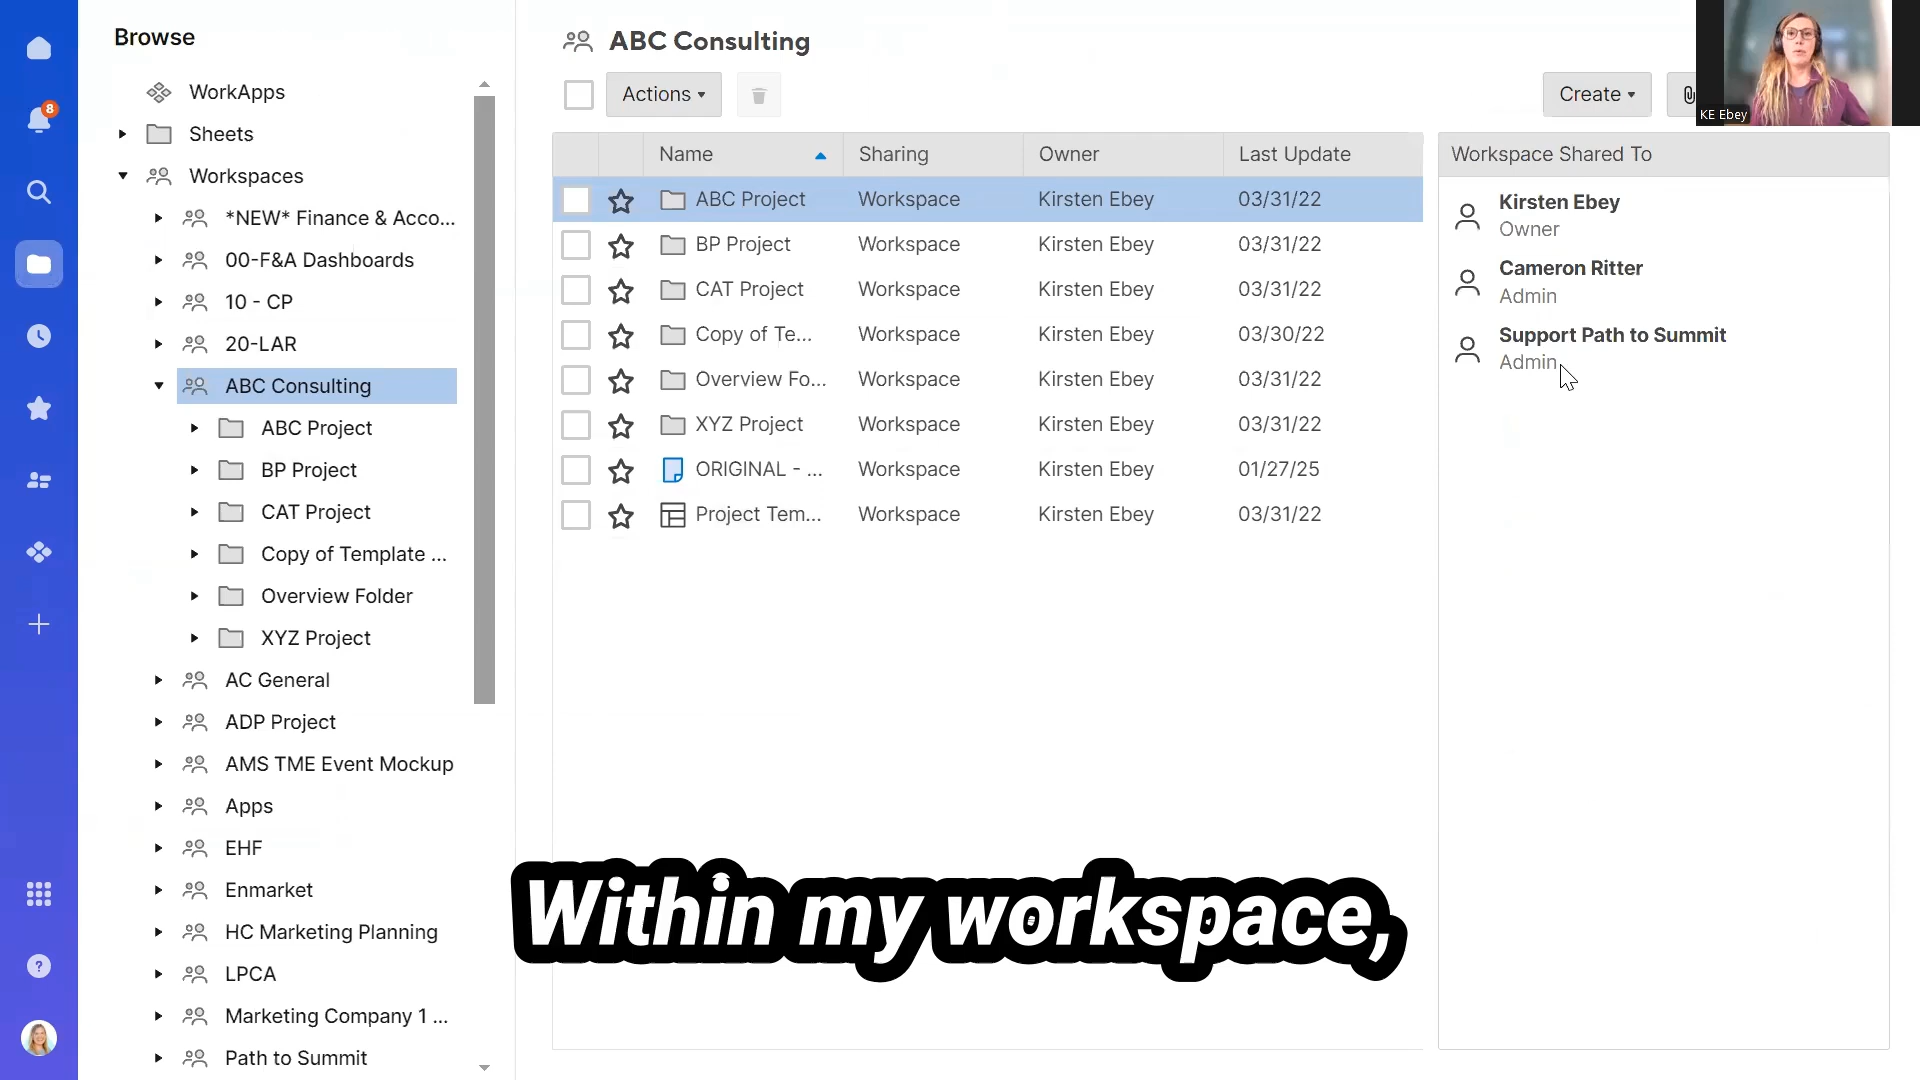 Browse
WorkApps
Sheets
Workspaces
*NEW* Finance & Acco...
00-F&A Dashboards
10 - CP
20-LAR
ABC Consulting
ABC Project
BP Project
CAT Project
Copy of Template ...
Overview Folder
XYZ Project
AC General
ADP Project
AMS TME Event Mockup
Apps
EHF
Enmarket
HC Marketing Planning
LPCA
Marketing Company 1 ...
Path to Summit
8
?
ABC Consulting
Actions
Create
KE Ebey
Name Sharing Owner Last Update
ABC Project Workspace Kirsten Ebey 03/31/22
BP Project Workspace Kirsten Ebey 03/31/22
CAT Project Workspace Kirsten Ebey 03/31/22
Copy of Te... Workspace Kirsten Ebey 03/30/22
Overview Fo... Workspace Kirsten Ebey 03/31/22
XYZ Project Workspace Kirsten Ebey 03/31/22
ORIGINAL - ... Workspace Kirsten Ebey 01/27/25
Project Tem... Workspace Kirsten Ebey 03/31/22
Workspace Shared To
Kirsten Ebey
Owner
Cameron Ritter
Admin
Support Path to Summit
Admin
Within my workspace,